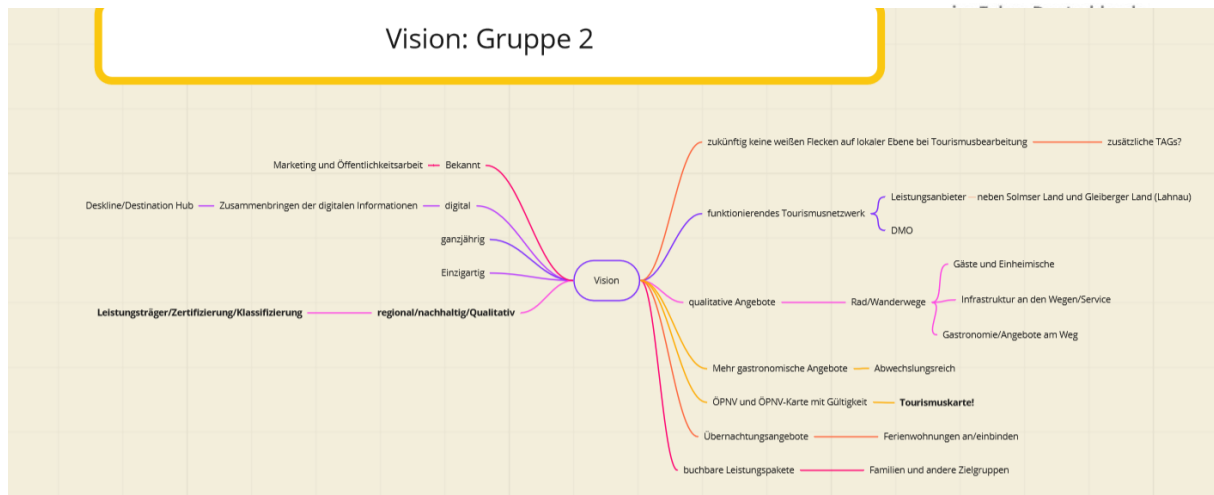 Vision: Gruppe 2
Marketing und Öffentlichkeitsarbeit
Bekannt
Deskline/Destination Hub
Zusammenbringen der digitalen Informationen
digital
ganzjährig
Einzigartig
Leistungsträger/Zertifizierung/Klassifizierung
regional/nachhaltig/Qualitativ
Vision
zukünftig keine weißen Flecken auf lokaler Ebene bei Tourismusbearbeitung
zusätzliche TAGs?
funktionierendes Tourismusnetzwerk
Leistungsanbieter
neben Solmser Land und Gleiberger Land (Lahnau)
DMO
qualitative Angebote
Rad/Wanderwege
Gäste und Einheimische
Infrastruktur an den Wegen/Service
Gastronomie/Angebote am Weg
Mehr gastronomische Angebote
Abwechslungsreich
ÖPNV und ÖPNV-Karte mit Gültigkeit
Tourismuskarte!
Übernachtungsangebote
Ferienwohnungen an/einbinden
buchbare Leistungspakete
Familien und andere Zielgruppen